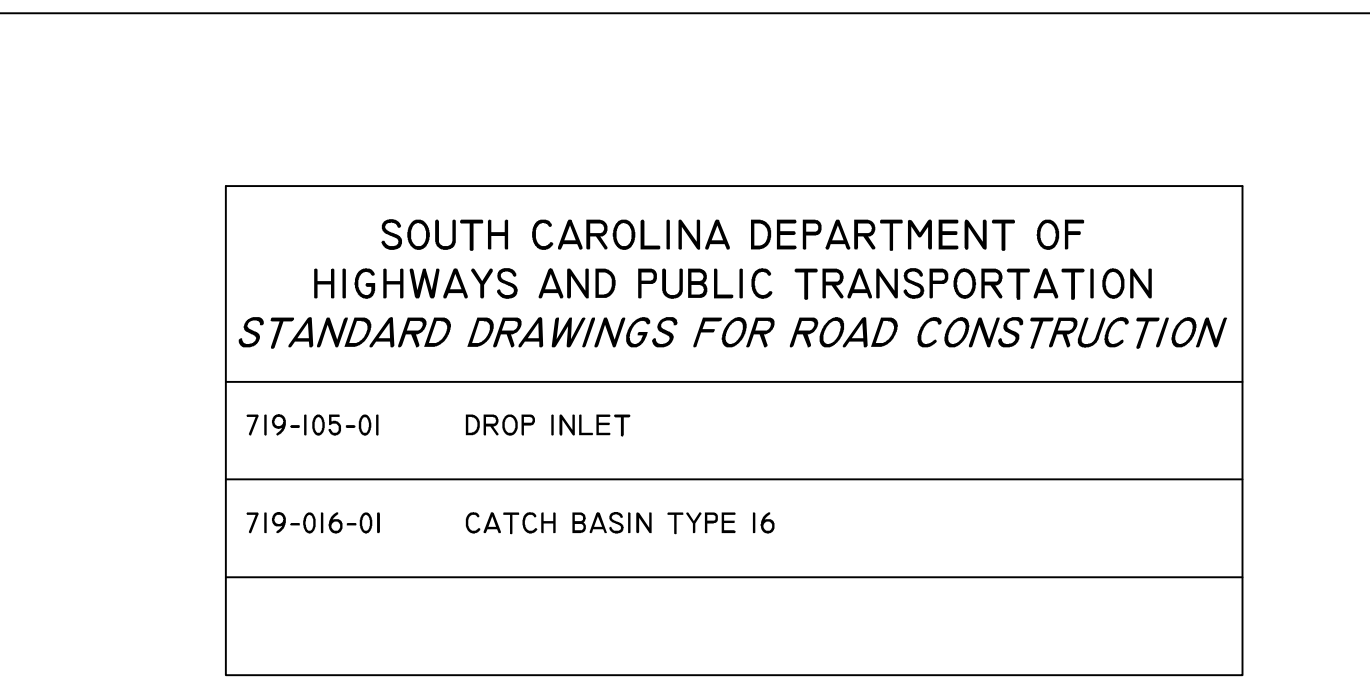 SOUTH CAROLINA DEPARTMENT OF
HIGHWAYS AND PUBLIC TRANSPORTATION
STANDARD DRAWINGS FOR ROAD CONSTRUCTION
719-105-01 DROP INLET
719-016-01 CATCH BASIN TYPE 16